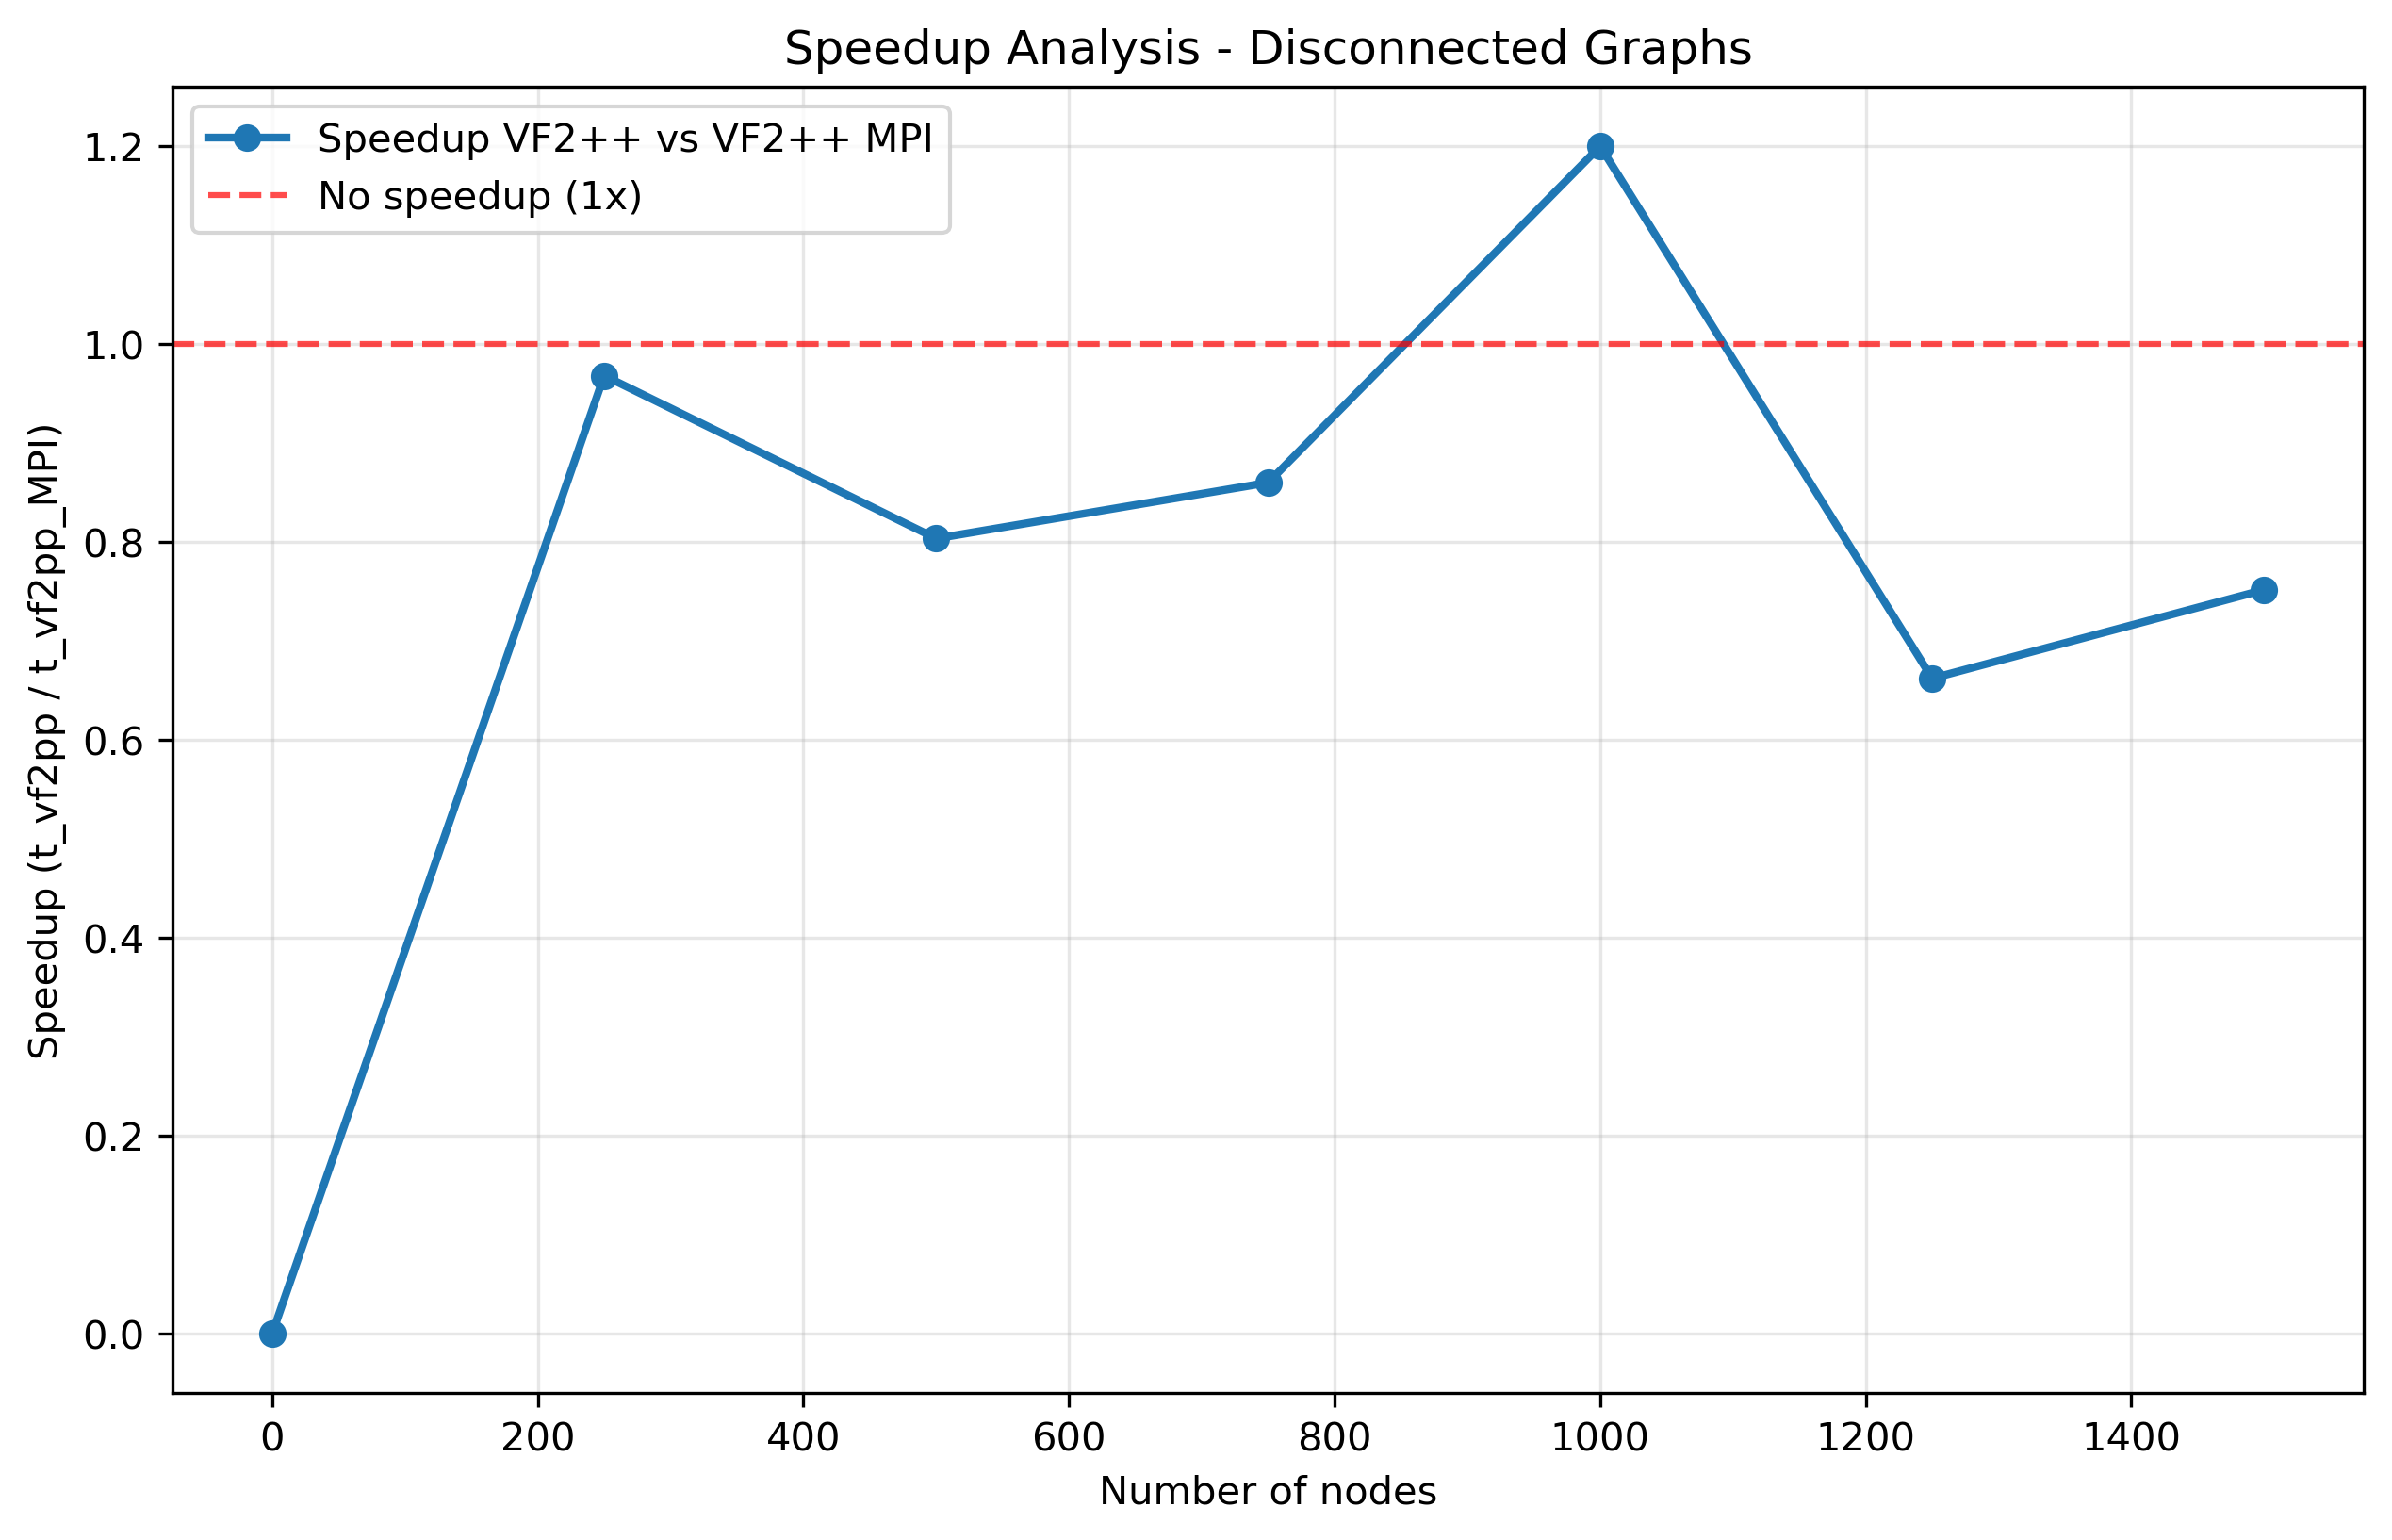 Speedup Analysis - Disconnected Graphs
Speedup VF2++ vs VF2++ MPI
No speedup (1x)
Speedup (t_vf2pp / t_vf2pp_MPI)
1.2
1.0
0.8
0.6
0.4
0.2
0.0
0 200 400 600 800 1000 1200 1400
Number of nodes